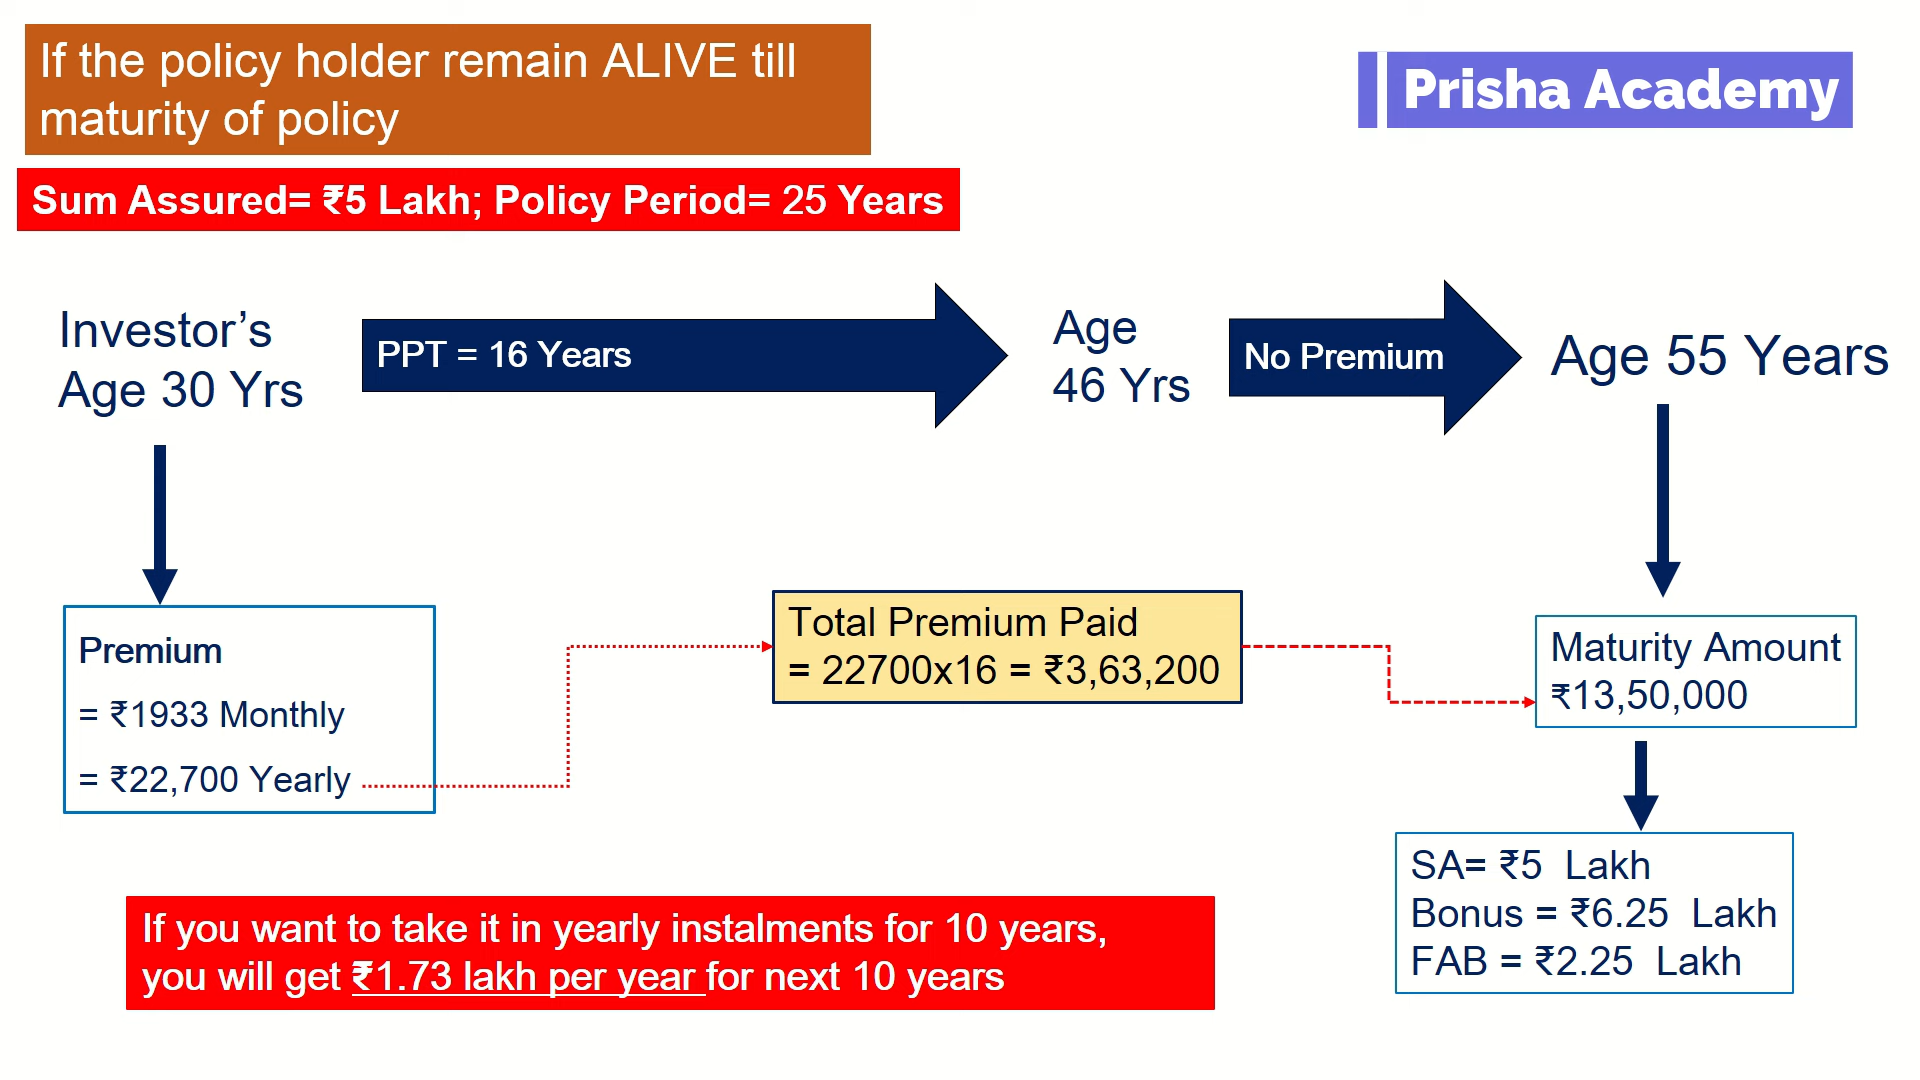 If the policy holder remain ALIVE till
maturity of policy
Prisha Academy
Sum Assured= ₹5 Lakh; Policy Period= 25 Years
Investor’s
Age 30 Yrs
PPT = 16 Years
Age
46 Yrs
No Premium
Age 55 Years
Premium
= ₹1933 Monthly
= ₹22,700 Yearly
Total Premium Paid
= 22700x16 = ₹3,63,200
Maturity Amount
₹13,50,000
SA= ₹5 Lakh
Bonus = ₹6.25 Lakh
FAB = ₹2.25 Lakh
If you want to take it in yearly instalments for 10 years,
you will get ₹1.73 lakh per year for next 10 years